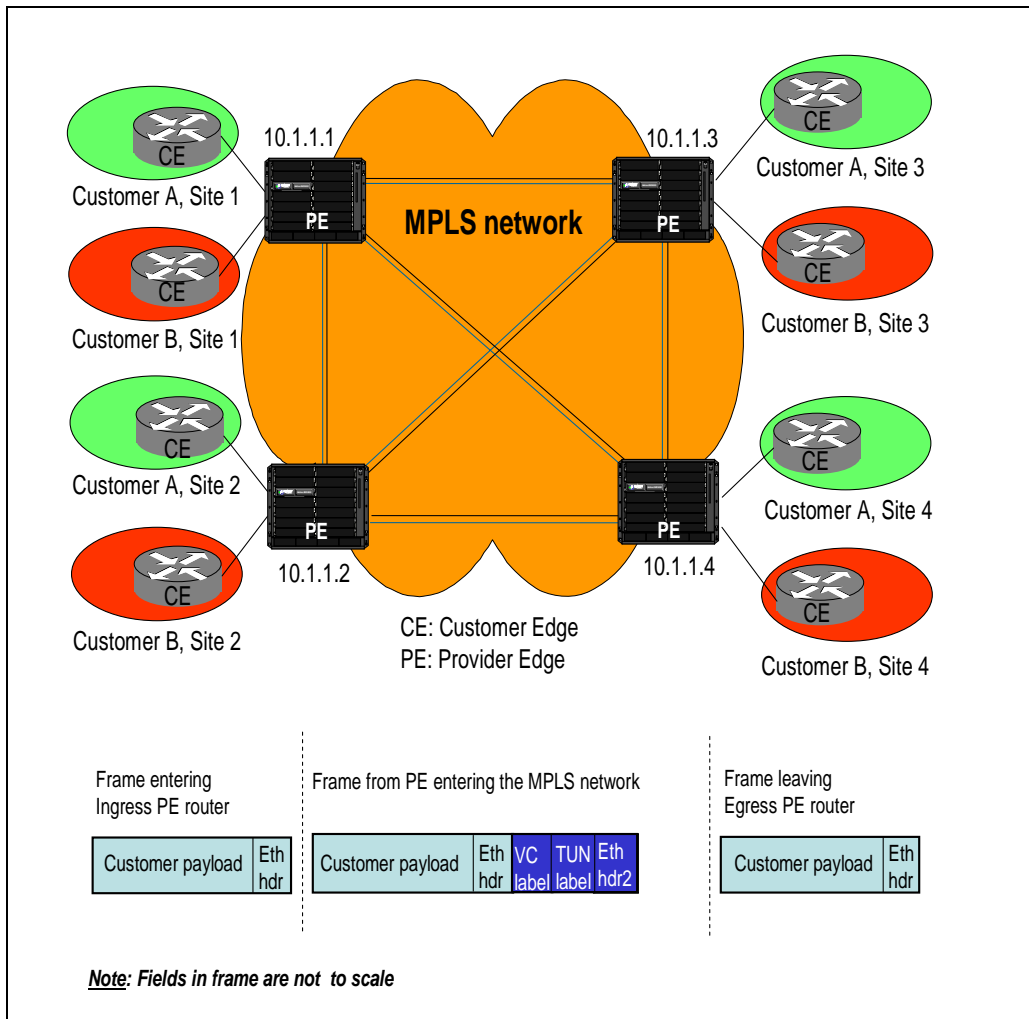 10.1.1.1
10.1.1.3
CE
CE
Customer A, Site 1
Customer A, Site 3
PE
MPLS network
PE
CE
CE
Customer B, Site 1
Customer B, Site 3
CE
CE
Customer A, Site 2
Customer A, Site 4
PE
PE
10.1.1.2
10.1.1.4
CE
CE
Customer B, Site 2
Customer B, Site 4
CE: Customer Edge
PE: Provider Edge
Frame entering
Ingress PE router
Frame from PE entering the MPLS network
Frame leaving
Egress PE router
Customer payload
Eth
hdr
Customer payload
Eth
hdr
VC
label
TUN
label
Eth
hdr2
Customer payload
Eth
hdr
Note: Fields in frame are not to scale